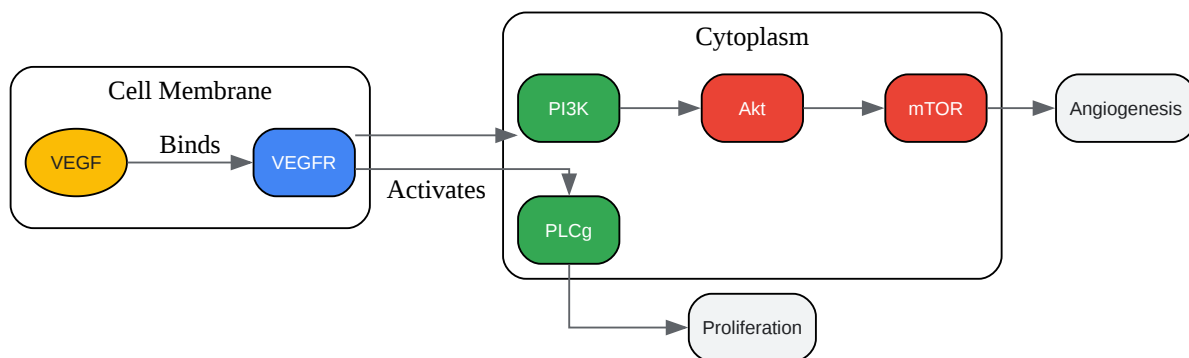 Cytoplasm
Cell Membrane
PI3K
Akt
mTOR
Angiogenesis
VEGF
Binds
VEGFR
Activates
PLCg
Proliferation